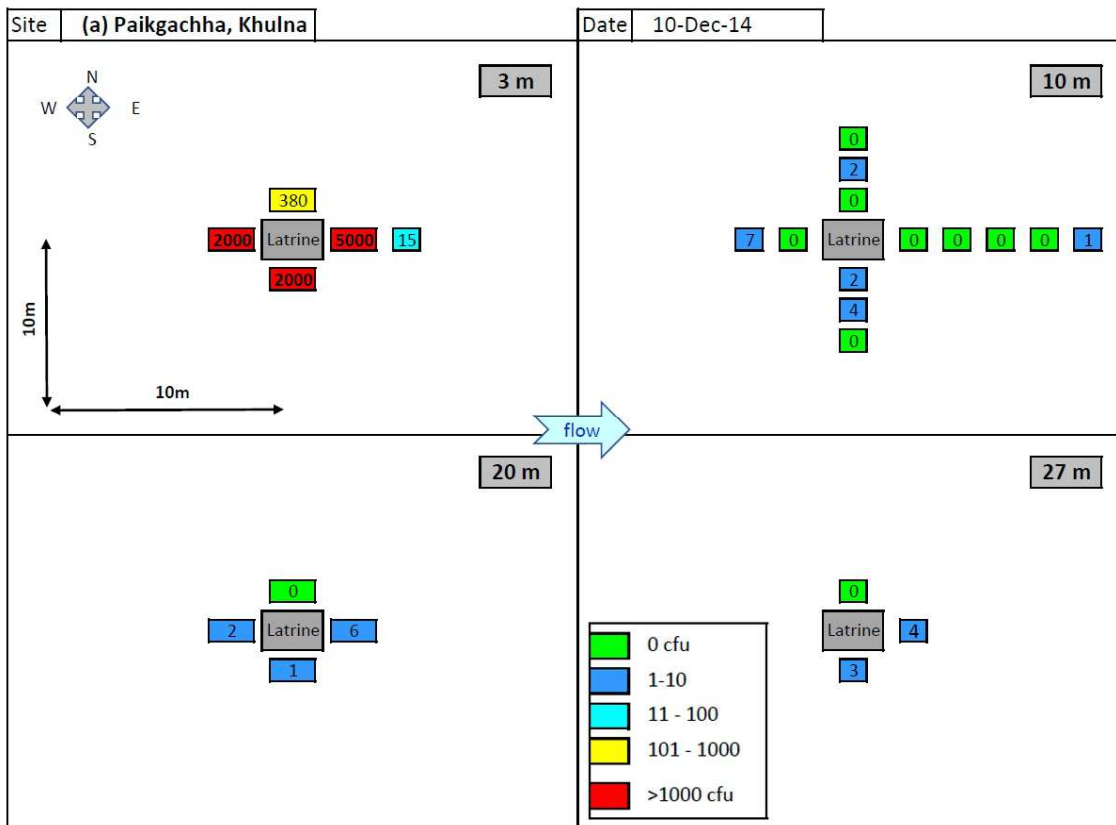 Site (a) Paikgachha, Khulna Date 10-Dec-14
3 m
N
W E
S
380
2000 Latrine 5000 15
2000
10m
10m
10 m
0
2
0
7 0 Latrine 0 0 0 0 1
2
4
0
flow
20 m
0
2 Latrine 6
1
27 m
0
Latrine 4
3
0 cfu
1-10
11 - 100
101 - 1000
>1000 cfu